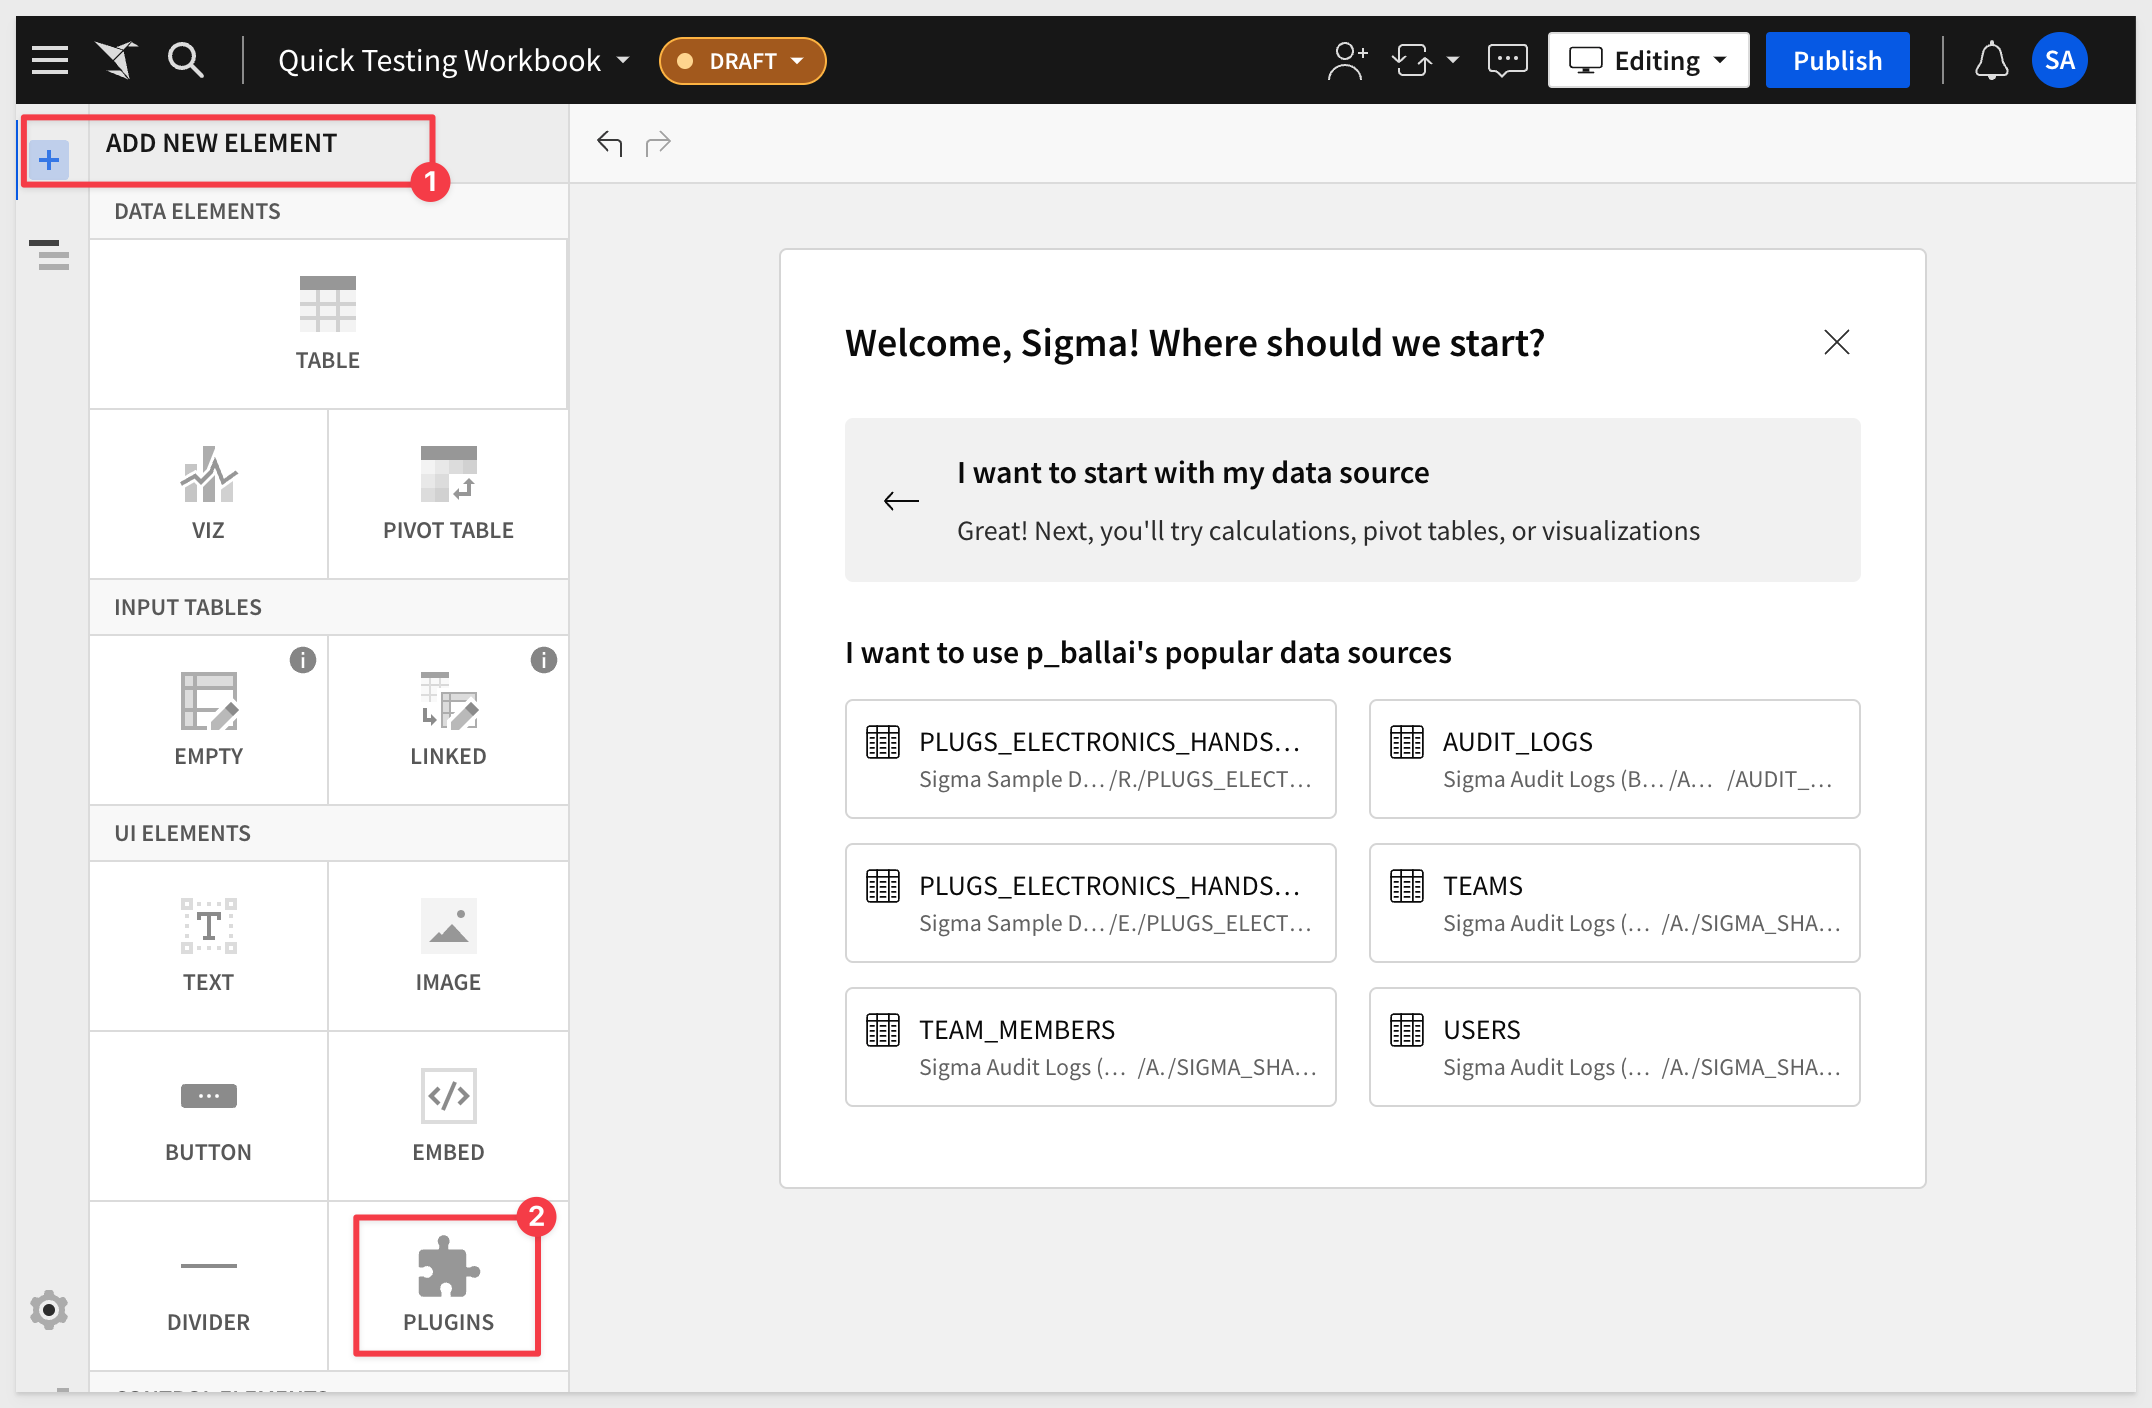 Quick Testing Workbook
DRAFT
Editing
Publish
SA
ADD NEW ELEMENT
1
DATA ELEMENTS
TABLE
VIZ
PIVOT TABLE
INPUT TABLES
EMPTY
LINKED
UI ELEMENTS
TEXT
IMAGE
BUTTON
EMBED
2
DIVIDER
PLUGINS
Welcome, Sigma! Where should we start?
I want to start with my data source
Great! Next, you'll try calculations, pivot tables, or visualizations
I want to use p_ballai's popular data sources
PLUGS_ELECTRONICS_HANDS...
Sigma Sample D... /R./PLUGS_ELECT...
AUDIT_LOGS
Sigma Audit Logs (B... /A... /AUDIT_...
PLUGS_ELECTRONICS_HANDS...
Sigma Sample D... /E./PLUGS_ELECT...
TEAMS
Sigma Audit Logs (... /A./SIGMA_SHA...
TEAM_MEMBERS
Sigma Audit Logs (... /A./SIGMA_SHA...
USERS
Sigma Audit Logs (... /A./SIGMA_SHA...